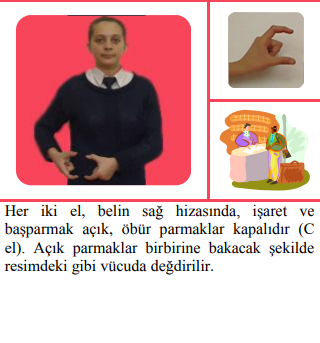 Her iki el, belin sağ hizasında, işaret ve
başparmak açık, öbür parmaklar kapalıdır (C
el). Açık parmaklar birbirine bakacak şekilde
resimdeki gibi vücuda değdirilir.